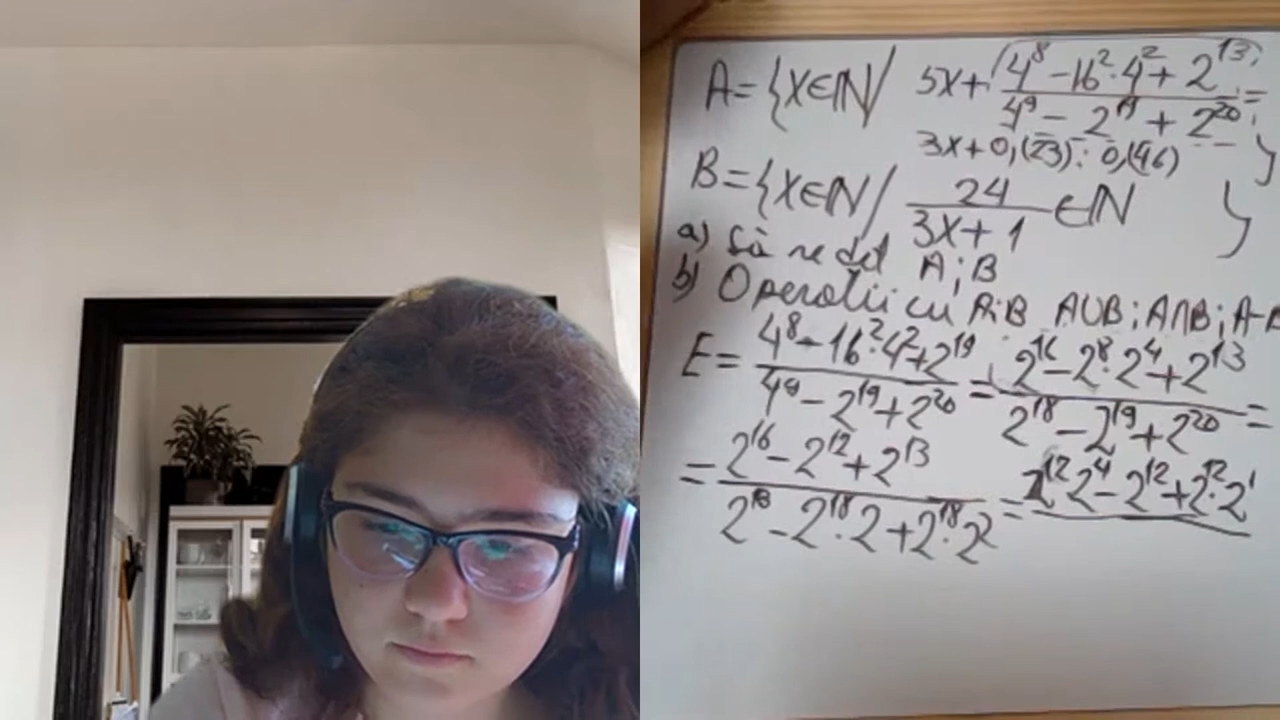 A = {x∈ℕ / 5x + √(4⁸ - 16² · 4² + 2¹³ / 4⁹ - 2¹⁹ + 2²⁰) =
3x + 0,(23) : 0,(46) }
B = {x∈ℕ / 24 / 3x + 1 ∈ℕ }
a) Să se det A; B
b) Operatii cu A; B A∪B; A∩B; A-B
E = 4⁸ - 16² · 4² + 2¹⁹ / 4⁹ - 2¹⁹ + 2²⁰ = 2¹⁶ - 2⁸ · 2⁴ + 2¹³ / 2¹⁸ - 2¹⁹ + 2²⁰ =
= 2¹⁶ - 2¹² + 2¹³ / 2¹⁸ - 2¹⁸ · 2 + 2¹⁸ · 2² = 2¹² 2⁴ - 2¹² + 2¹² · 2¹